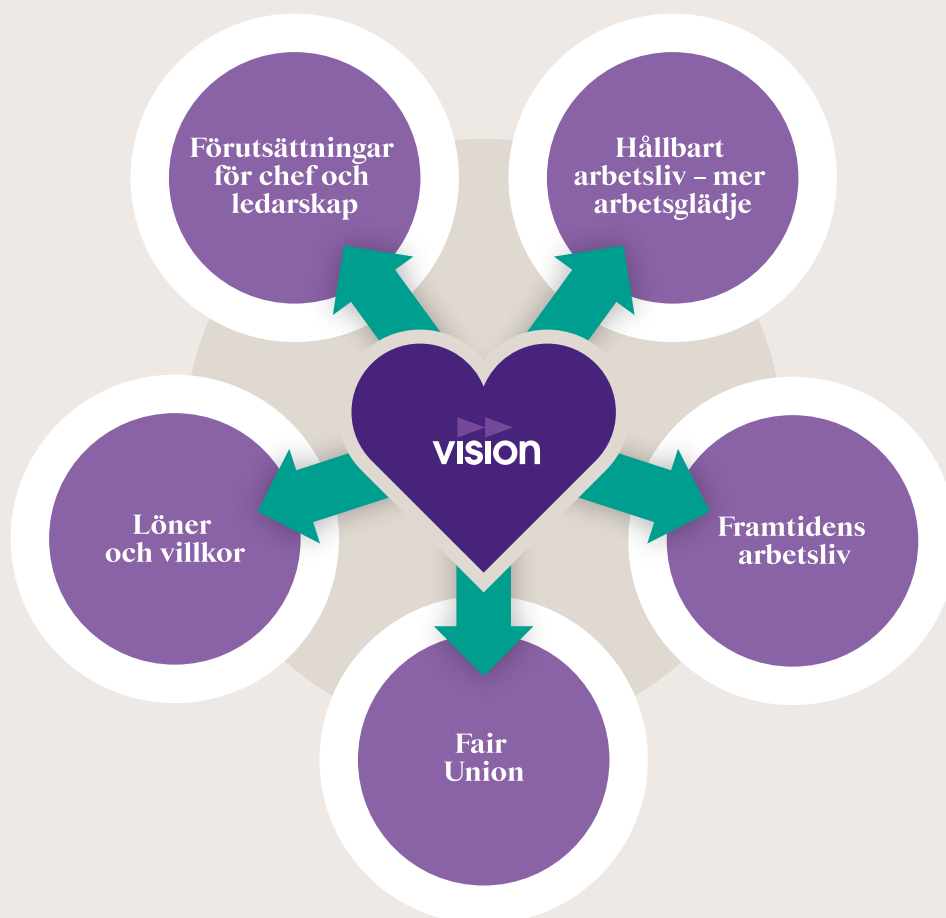 Förutsättningar
för chef och
ledarskap
Hållbart
arbetsliv – mer
arbetsglädje
vision
Löner
och villkor
Framtidens
arbetsliv
Fair
Union